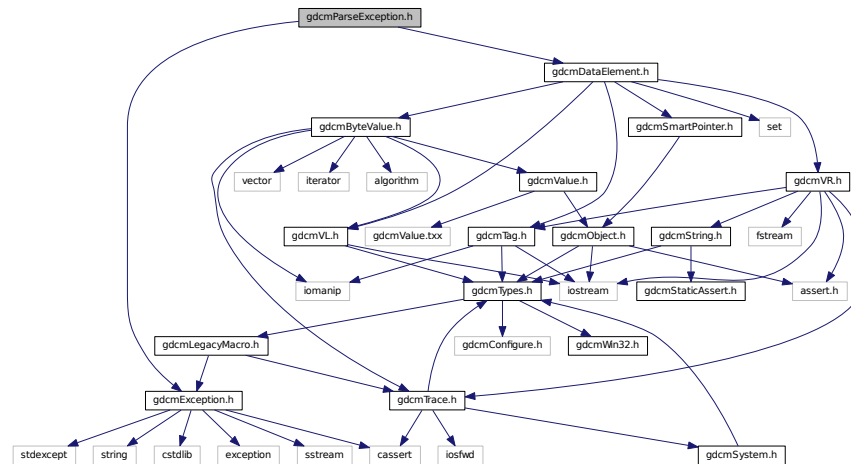 gdcmParseException.h
gdcmDataElement.h
gdcmByteValue.h
gdcmSmartPointer.h
set
vector
iterator
algorithm
gdcmValue.h
gdcmVR.h
gdcmVL.h
gdcmValue.txx
gdcmTag.h
gdcmObject.h
gdcmString.h
fstream
iomanip
gdcmTypes.h
iostream
gdcmStaticAssert.h
assert.h
gdcmLegacyMacro.h
gdcmConfigure.h
gdcmWin32.h
gdcmException.h
gdcmTrace.h
stdexcept
string
cstdlib
exception
sstream
cassert
iosfwd
gdcmSystem.h